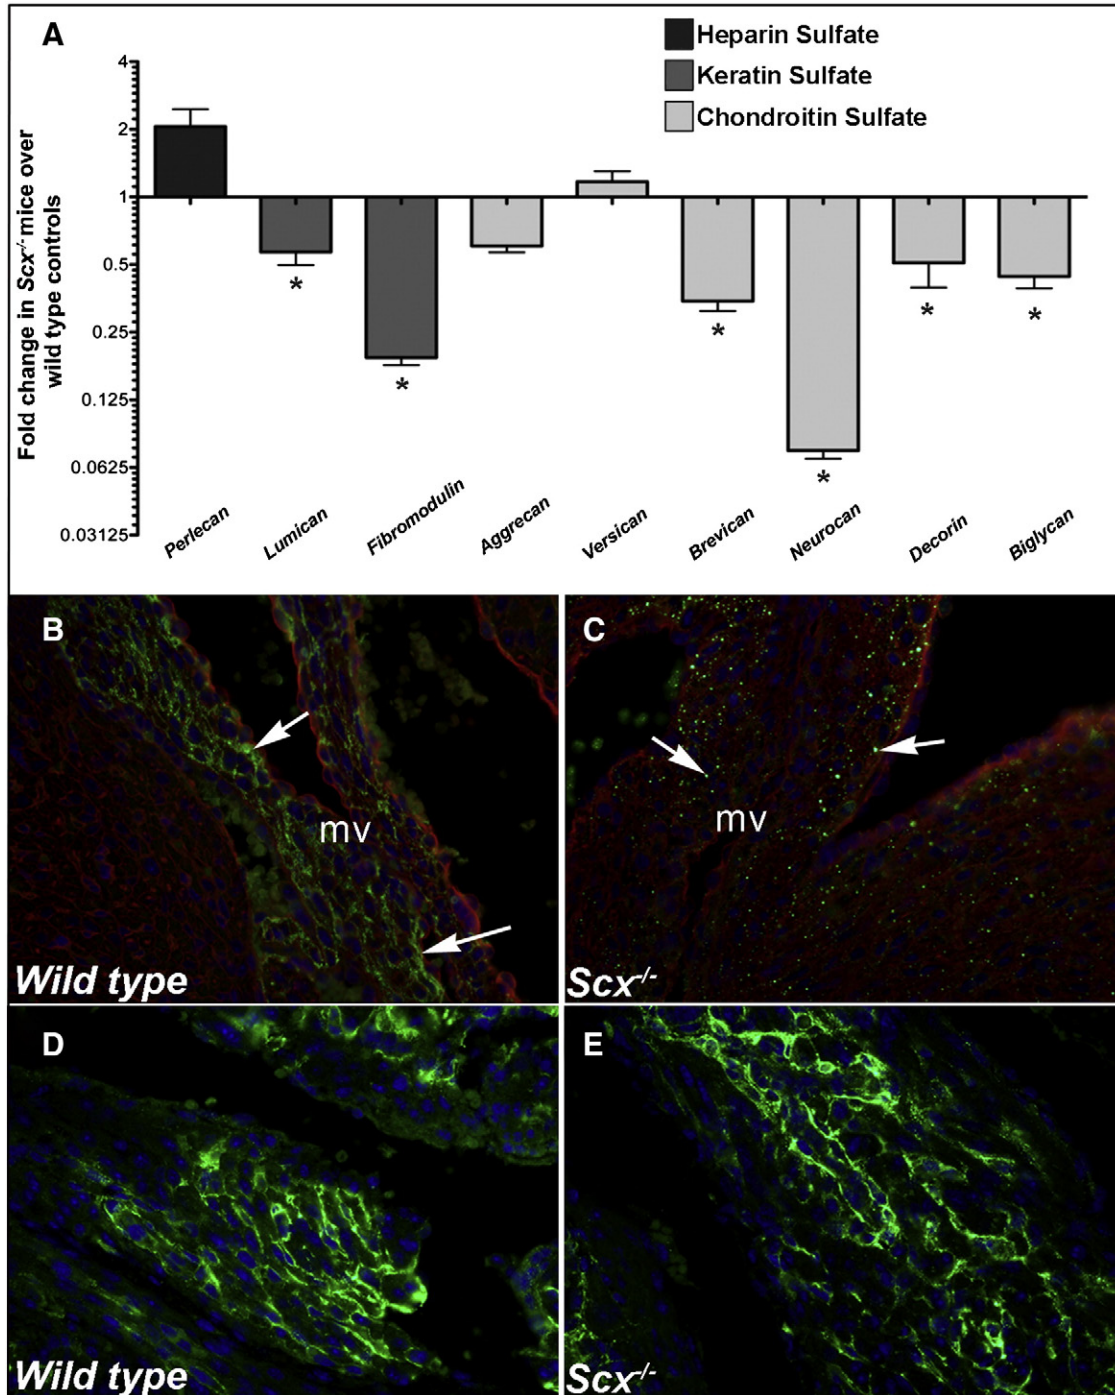 A
Heparin Sulfate
Keratin Sulfate
Chondroitin Sulfate
Fold change in Scx-/- mice over
wild type controls
4
2
1
0.5
0.25
0.125
0.0625
0.03125
*
*
*
*
*
*
Perlecan
Lumican
Fibromodulin
Aggrecan
Versican
Brevican
Neurocan
Decorin
Biglycan
B
mv
Wild type
C
mv
Scx-/-
D
Wild type
E
Scx-/-